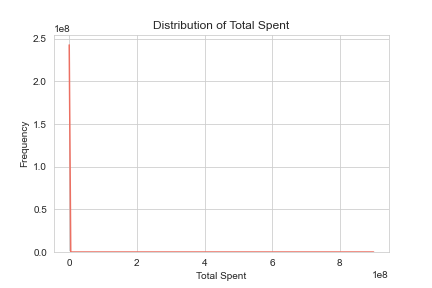 Distribution of Total Spent
1e8
2.5
2.0
1.5
1.0
0.5
0.0
Frequency
0 2 4 6 8
Total Spent
1e8